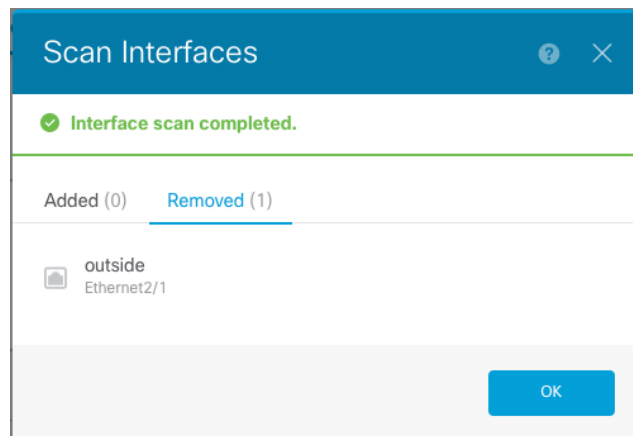 Scan Interfaces
Interface scan completed.
Added (0) Removed (1)
outside
Ethernet2/1
OK